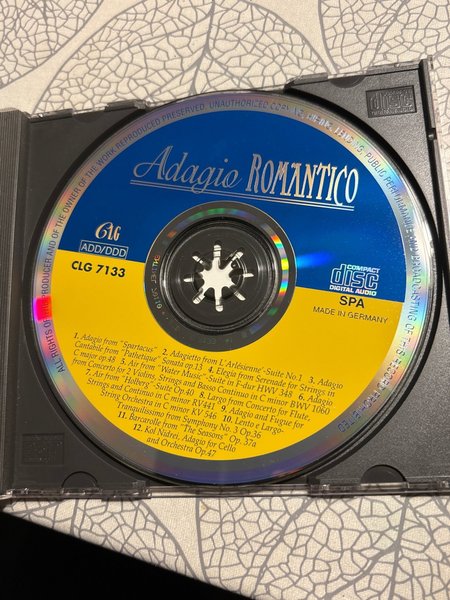 ALL RIGHTS OF THE PRODUCER AND OF THE OWNER OF THE WORK REPRODUCED RESERVED. UNAUTHORIZED PUBLIC PERFORMANCE AND BROADCASTING OF THIS RECORD PROHIBITED
Adagio ROMANTICO
CLG
ADD/DDD
CLG 7133
COMPACT
disc
DIGITAL AUDIO
SPA
MADE IN GERMANY
1. Adagio from "Spartacus" 2. Adagietto from L'Arlésienne-Suite No.1 3. Adagio
Cantabile from "Pathetique" Sonata op.13 4. Elegia from Serenade for Strings in
C major op.48 5. Air from "Water Music" Suite in F-dur HWV 348 6. Adagio
from Concerto for 2 Violins, Strings and Basso Continuo in C minor BWV 1060
7. Air from "Holberg" Suite Op.40 8. Largo from Concerto for Flute,
Strings and Continuo in C minor RV441 9. Adagio and Fugue for
String Orchestra in C minor KV 546 10. Lento e Largo-
Tranquillissimo from Symphony No. 3 Op.36
11. Barcarolle from "The Seasons" Op. 37a
12. Kol Nidrei, Adagio for Cello
and Orchestra Op.47